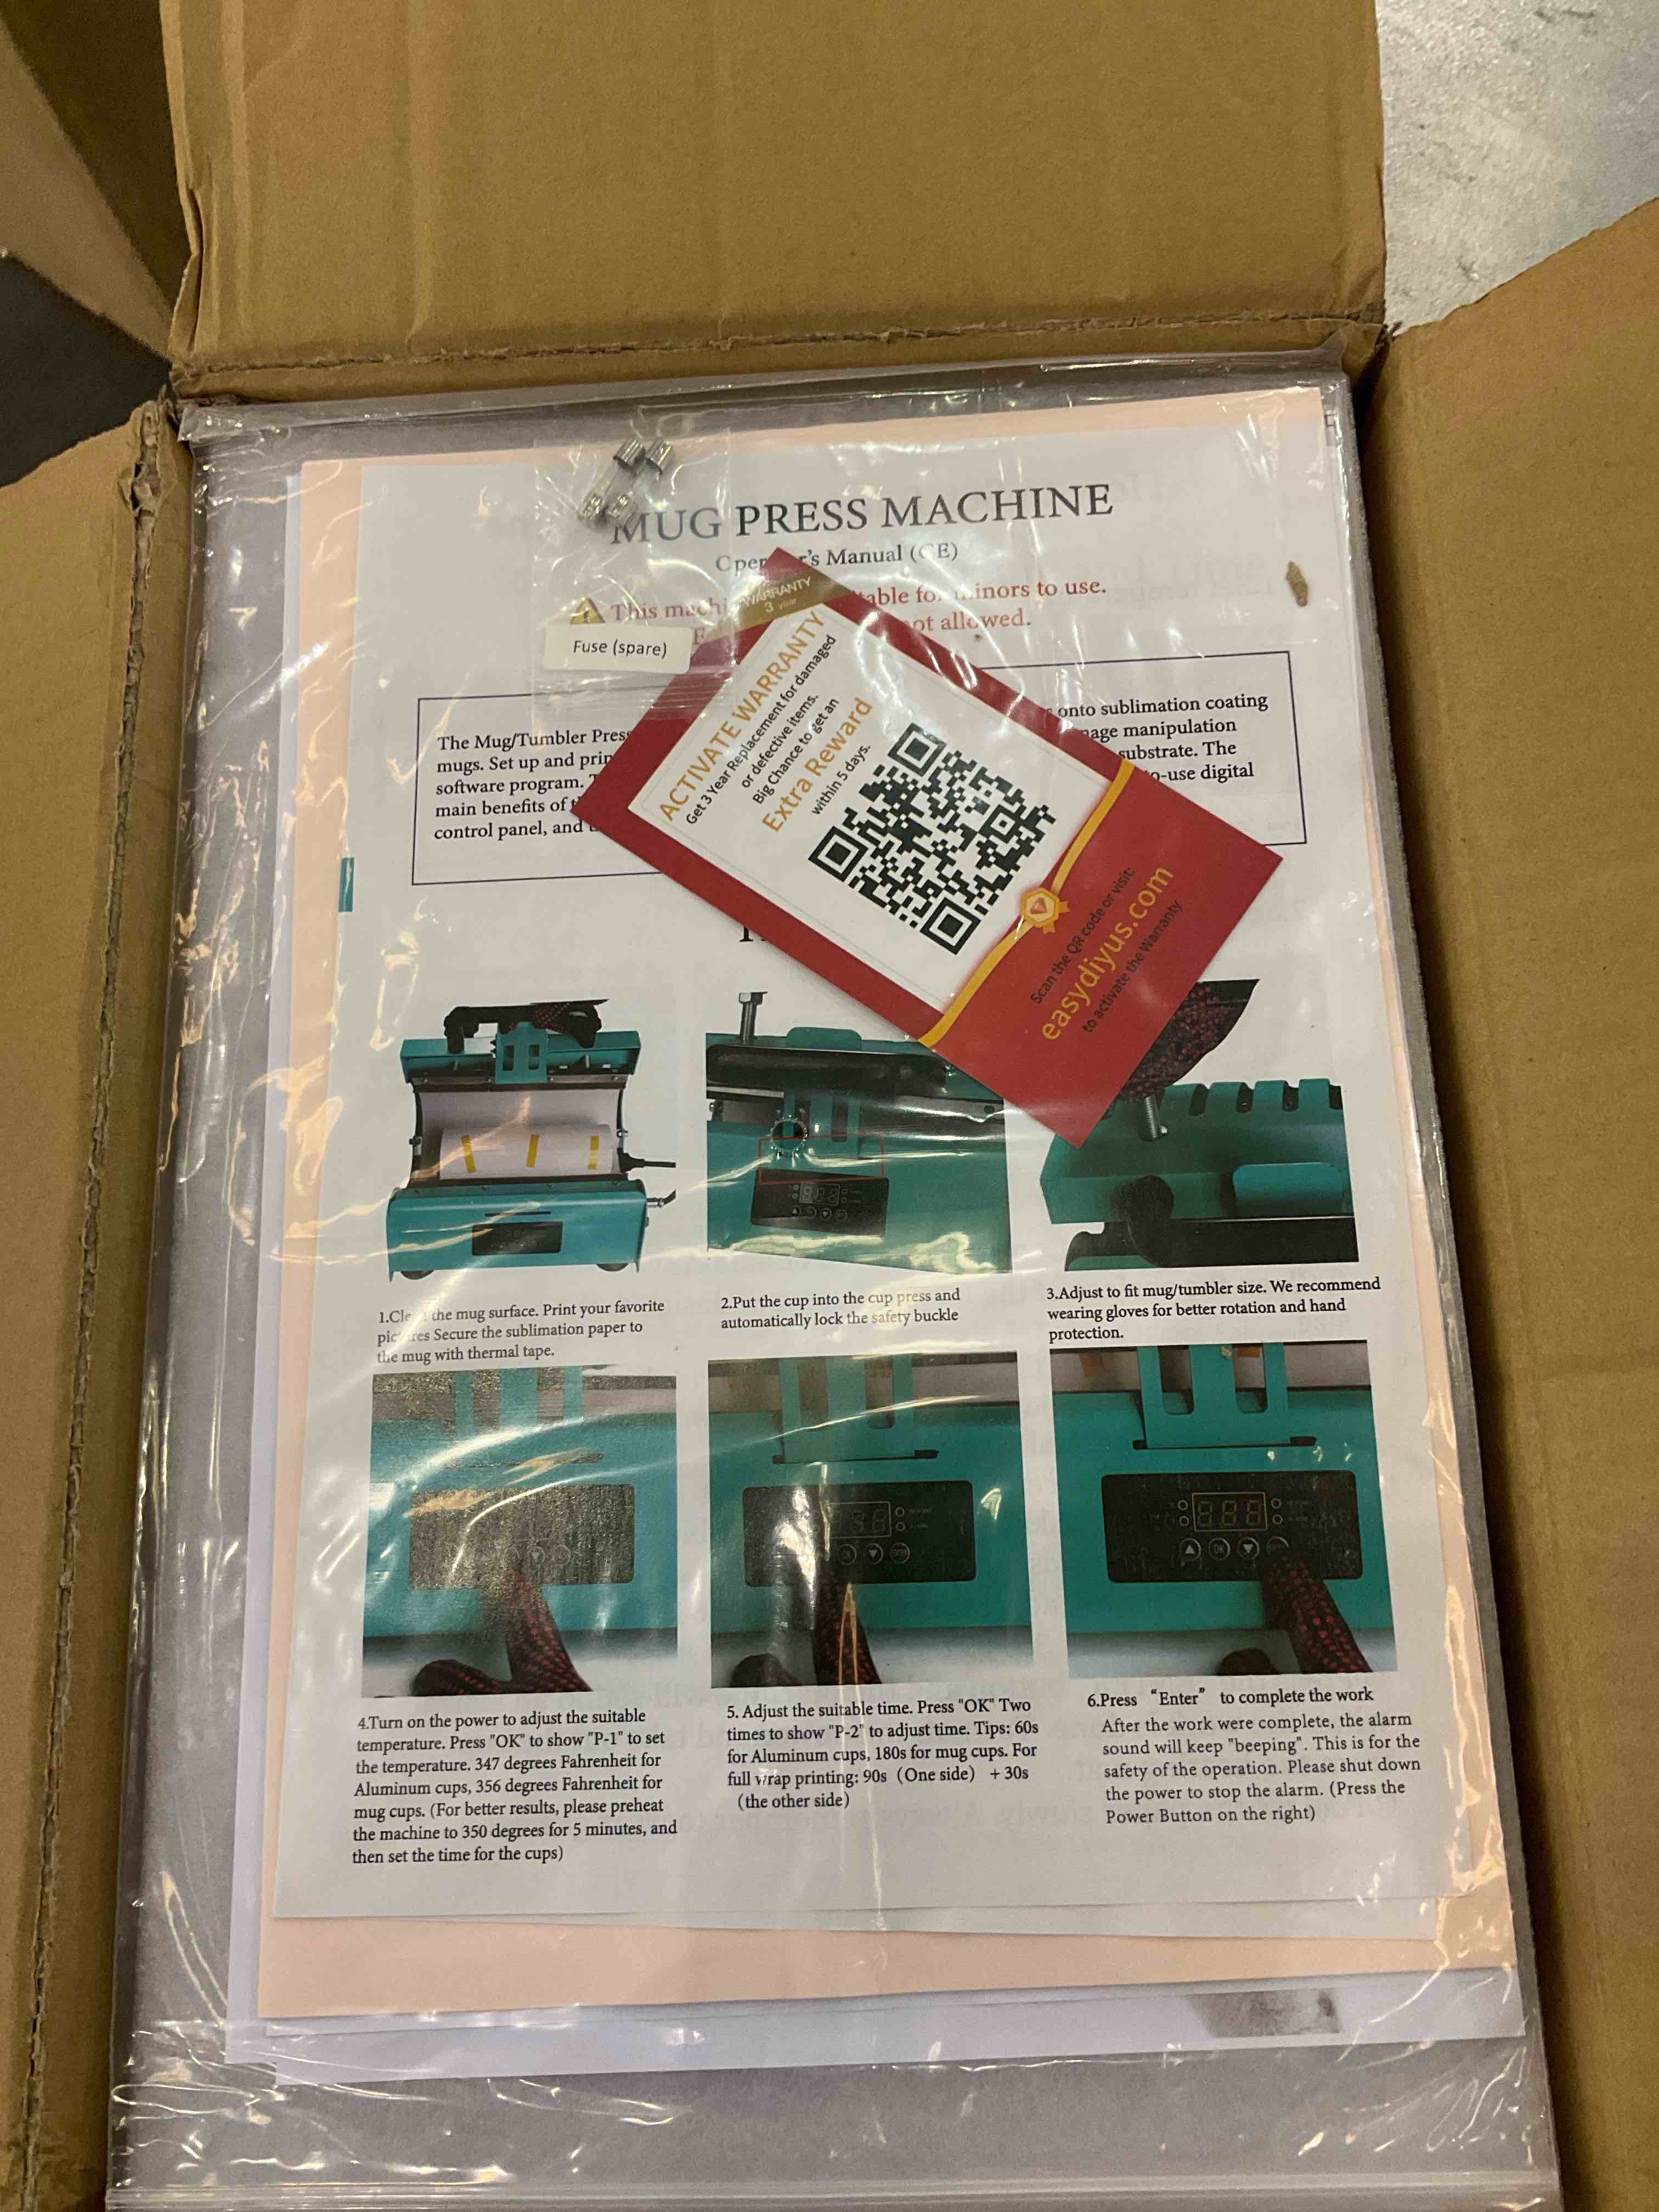 MUG PRESS MACHINE
's Manual (CE)
This
inors to use.
not allowed.
Fuse (spare)
WARRANTY
3 year
ACTIVATE WARRANTY
Get 3 Year Replacement for damaged
or defective items.
Big Chance to get an
Extra Reward
within 5 days.
Scan the QR code or visit:
easydiyus.com
to activate the Warranty
The Mug/Tumbler Press
mugs. Set up and
software program.
main benefits of
control panel, and
onto sublimation coating
manipulation
substrate. The
-use digital
1. the mug surface. Print your favorite
Secure the sublimation paper to
the mug with thermal tape.
2.Put the cup into the cup press and
automatically lock the safety buckle
3.Adjust to fit mug/tumbler size. We recommend
wearing gloves for better rotation and hand
protection.
OK
4.Turn on the power to adjust the suitable
temperature. Press "OK" to show "P-1" to set
the temperature. 347 degrees Fahrenheit for
Aluminum cups, 356 degrees Fahrenheit for
mug cups. (For better results, please preheat
the machine to 350 degrees for 5 minutes, and
then set the time for the cups)
5. Adjust the suitable time. Press "OK" Two
times to show "P-2" to adjust time. Tips: 60s
for Aluminum cups, 180s for mug cups. For
full wrap printing: 90s (One side) + 30s
(the other side)
6.Press "Enter" to complete the work
After the work were complete, the alarm
sound will keep "beeping". This is for the
safety of the operation. Please shut down
the power to stop the alarm. (Press the
Power Button on the right)